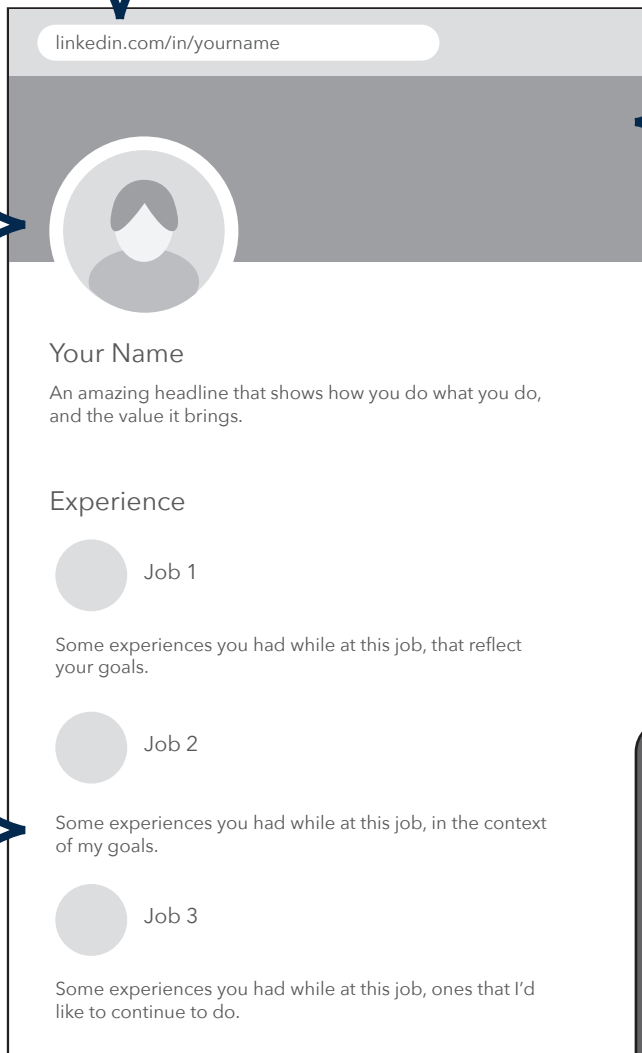 linkedin.com/in/yourname
Your Name
An amazing headline that shows how you do what you do,
and the value it brings.
Experience
Job 1
Some experiences you had while at this job, that reflect
your goals.
Job 2
Some experiences you had while at this job, in the context
of my goals.
Job 3
Some experiences you had while at this job, ones that I’d
like to continue to do.